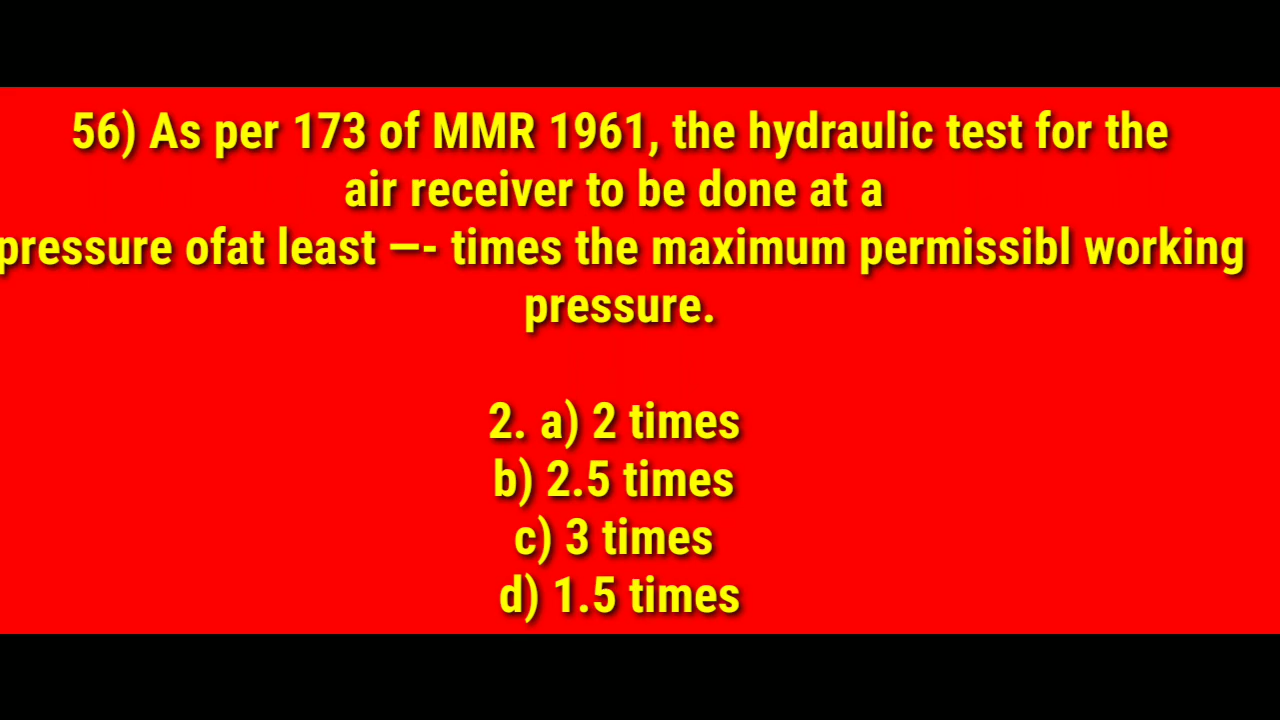 56) As per 173 of MMR 1961, the hydraulic test for the
air receiver to be done at a
pressure ofat least —- times the maximum permissibl working
pressure.
2. a) 2 times
b) 2.5 times
c) 3 times
d) 1.5 times